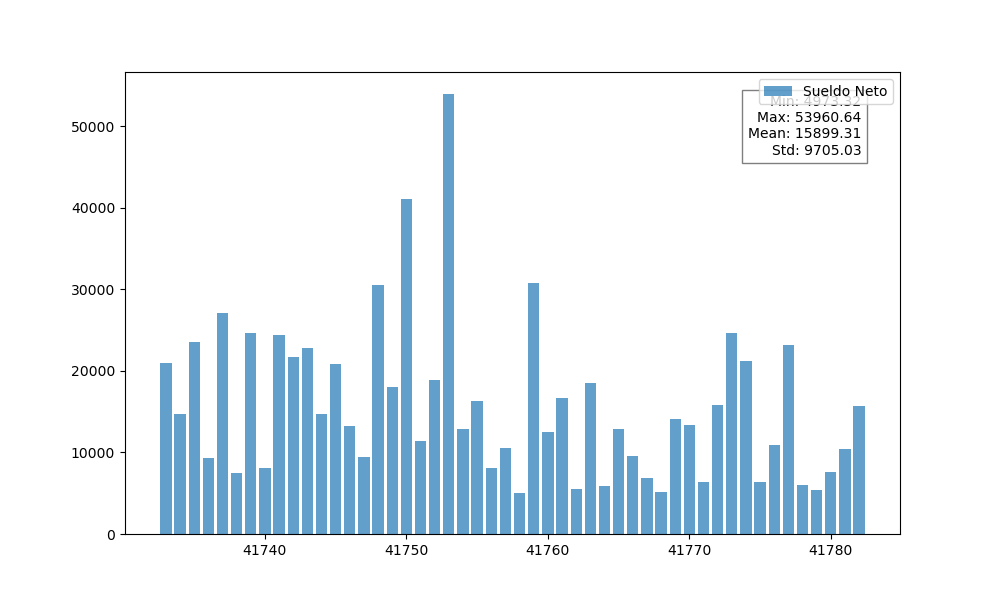 Sueldo Neto
Min: 4973.32
Max: 53960.64
Mean: 15899.31
Std: 9705.03
50000
40000
30000
20000
10000
0
41740 41750 41760 41770 41780